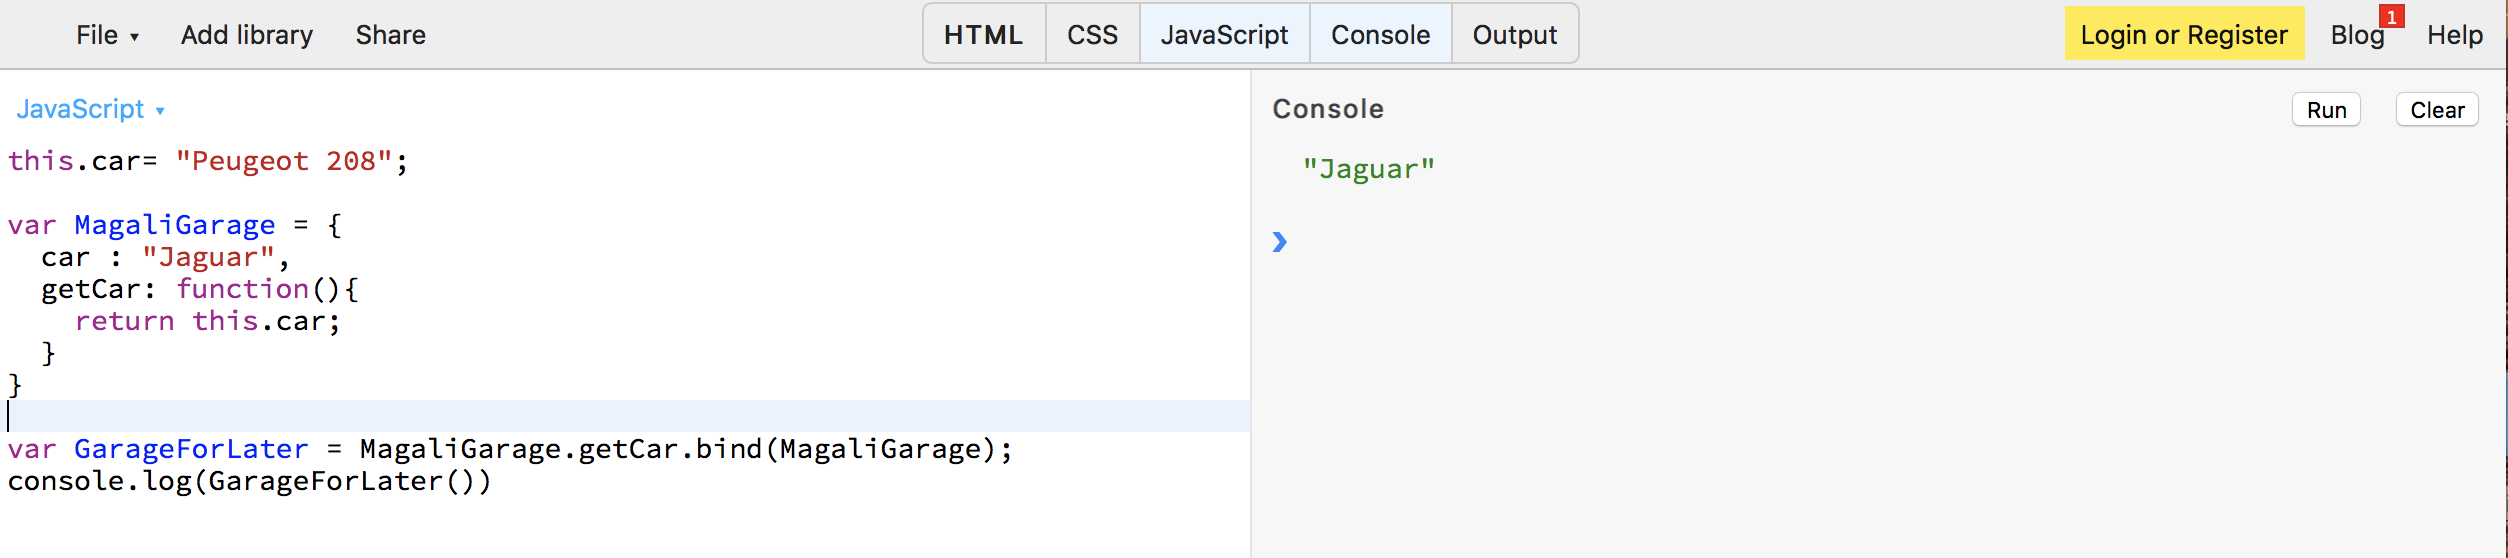 File ▾ Add library Share HTML CSS JavaScript Console Output Login or Register Blog 1 Help
JavaScript ▾
this.car= "Peugeot 208";
var MagaliGarage = {
  car : "Jaguar",
  getCar: function(){
    return this.car;
  }
}
var GarageForLater = MagaliGarage.getCar.bind(MagaliGarage);
console.log(GarageForLater())
Console Run Clear
"Jaguar"